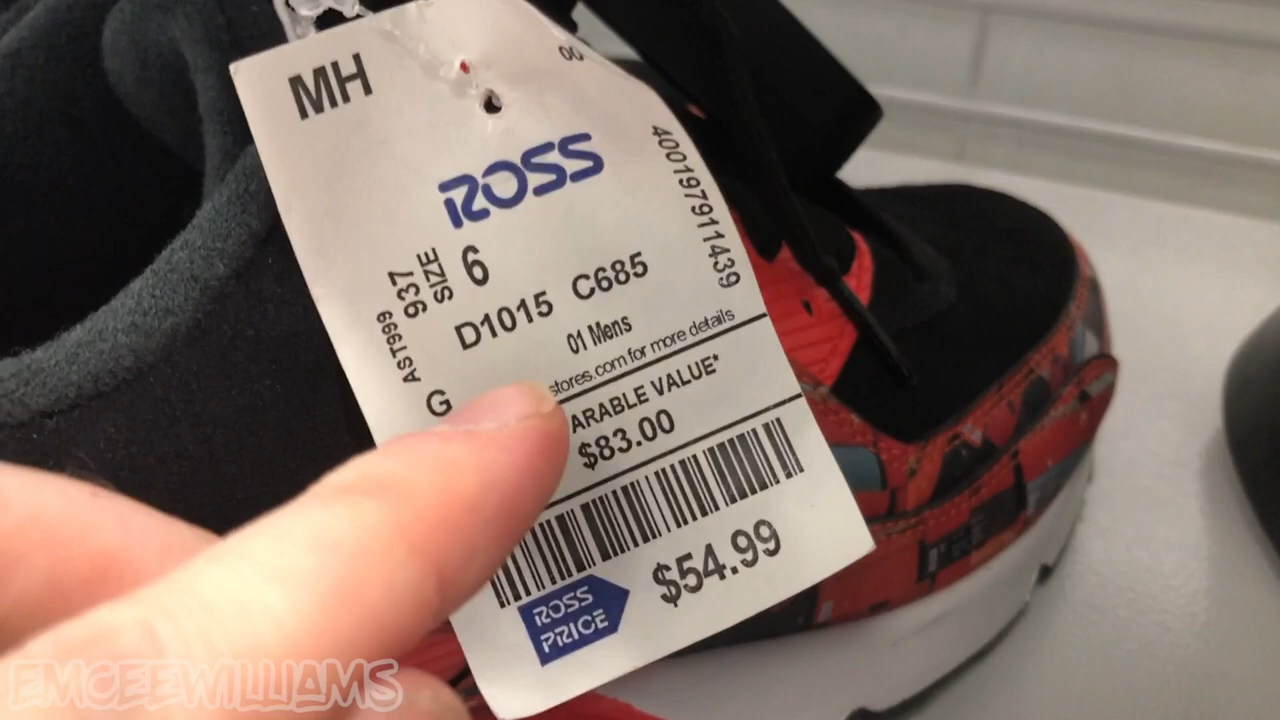 MH
00
ROSS
400197911439
SIZE 6
937
AST999
D1015 C685
01 Mens
G
stores.com for more details
ARABLE VALUE*
$83.00
ROSS
PRICE
$54.99
EMCEEWILLIAMS